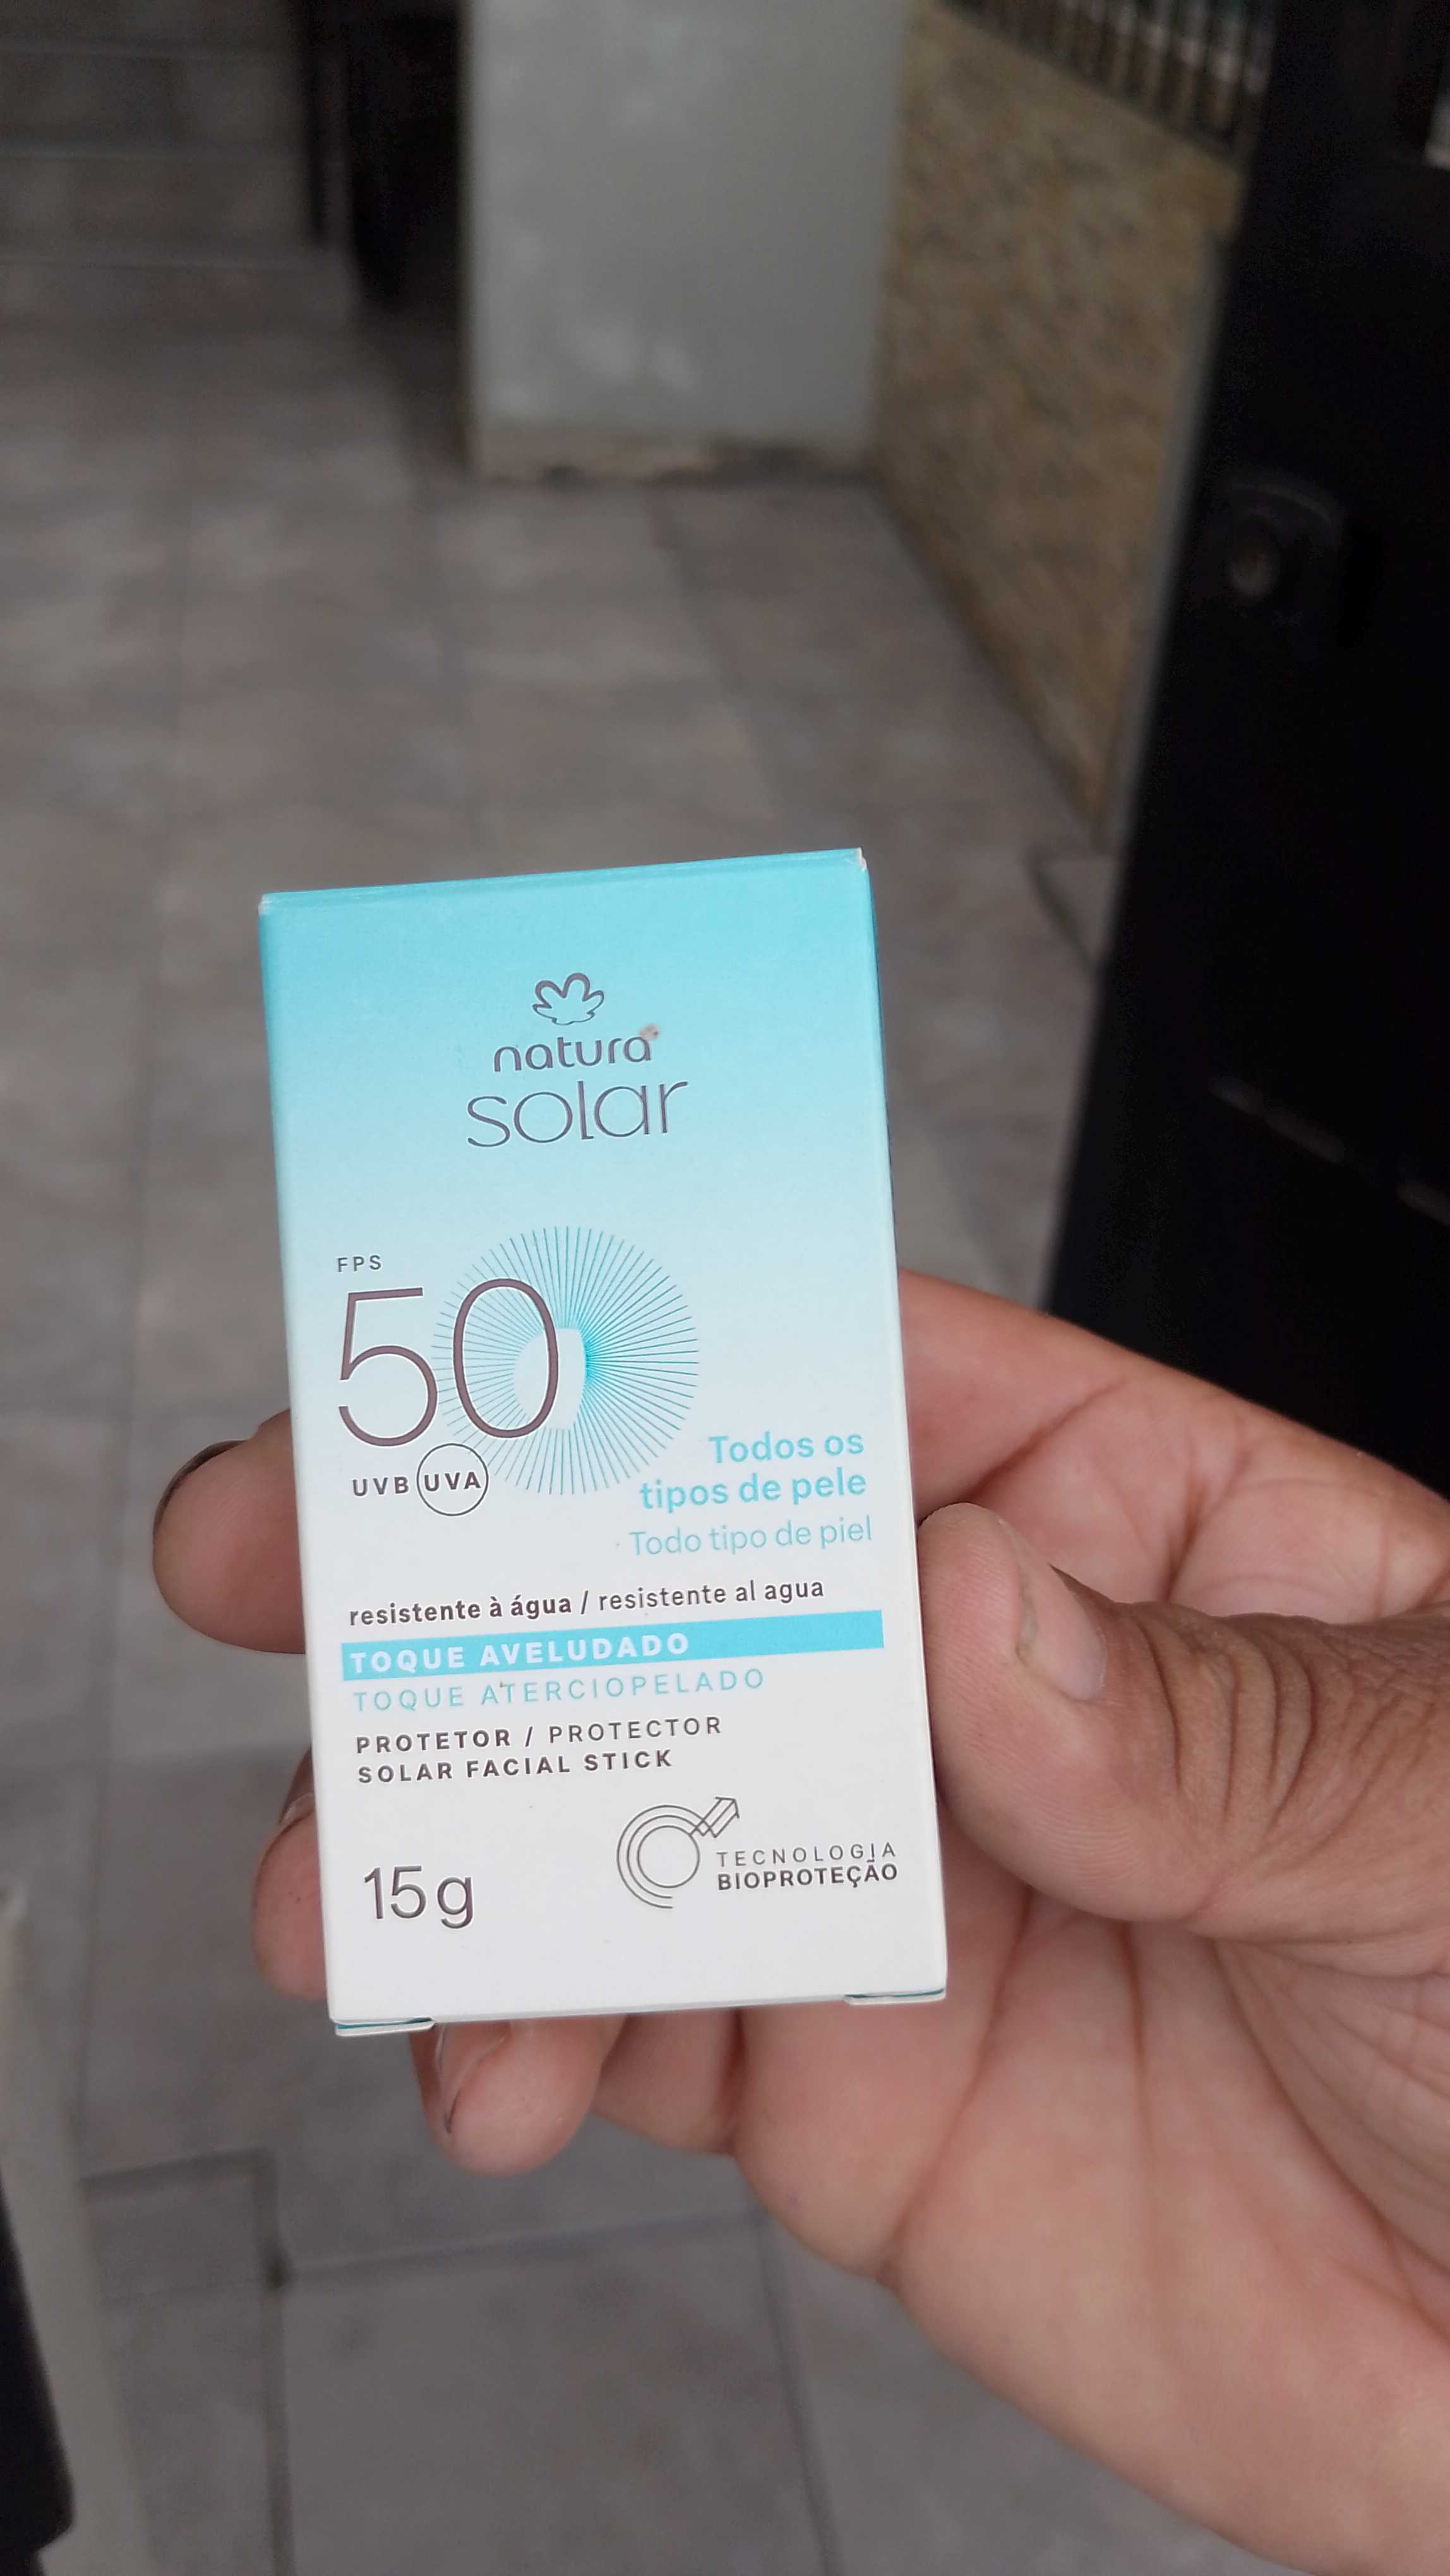 natura
solar
FPS
50
UVB UVA
Todos os
tipos de pele
Todo tipo de piel
resistente à água / resistente al agua
TOQUE AVELUDADO
TOQUE ATERCIOPELADO
PROTETOR / PROTECTOR
SOLAR FACIAL STICK
15g
TECNOLOGIA
BIOPROTEÇÃO